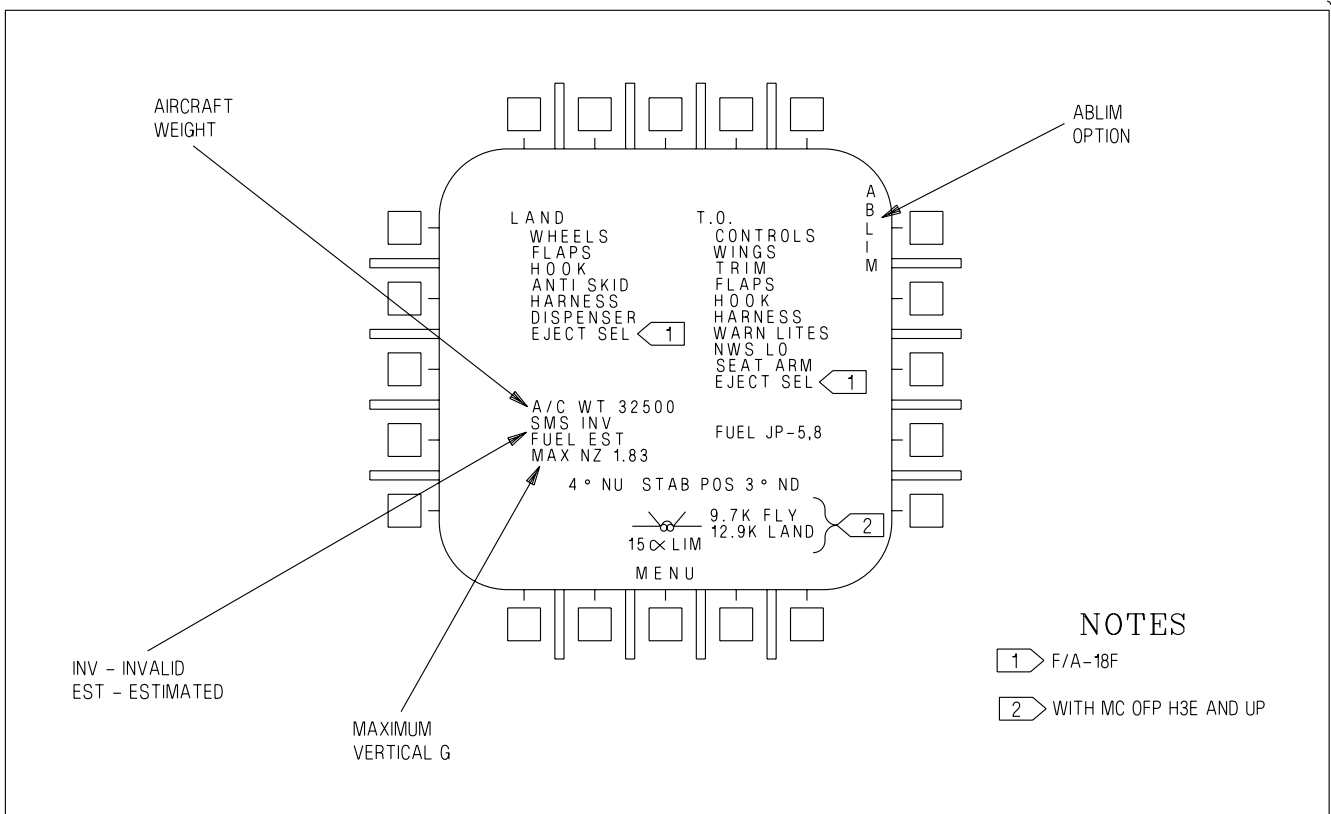 AIRCRAFT
WEIGHT
ABLIM
OPTION
A
B
L
I
M
LAND
WHEELS
FLAPS
HOOK
ANTI SKID
HARNESS
DISPENSER
EJECT SEL 1
T.O.
CONTROLS
WINGS
TRIM
FLAPS
HOOK
HARNESS
WARN LITES
NWS LO
SEAT ARM
EJECT SEL 1
A/C WT 32500
SMS INV
FUEL EST
MAX NZ 1.83
FUEL JP-5,8
4° NU STAB POS 3° ND
9.7K FLY
12.9K LAND
2
15 ∝ LIM
MENU
INV - INVALID
EST - ESTIMATED
MAXIMUM
VERTICAL G
NOTES
1 F/A-18F
2 WITH MC OFP H3E AND UP